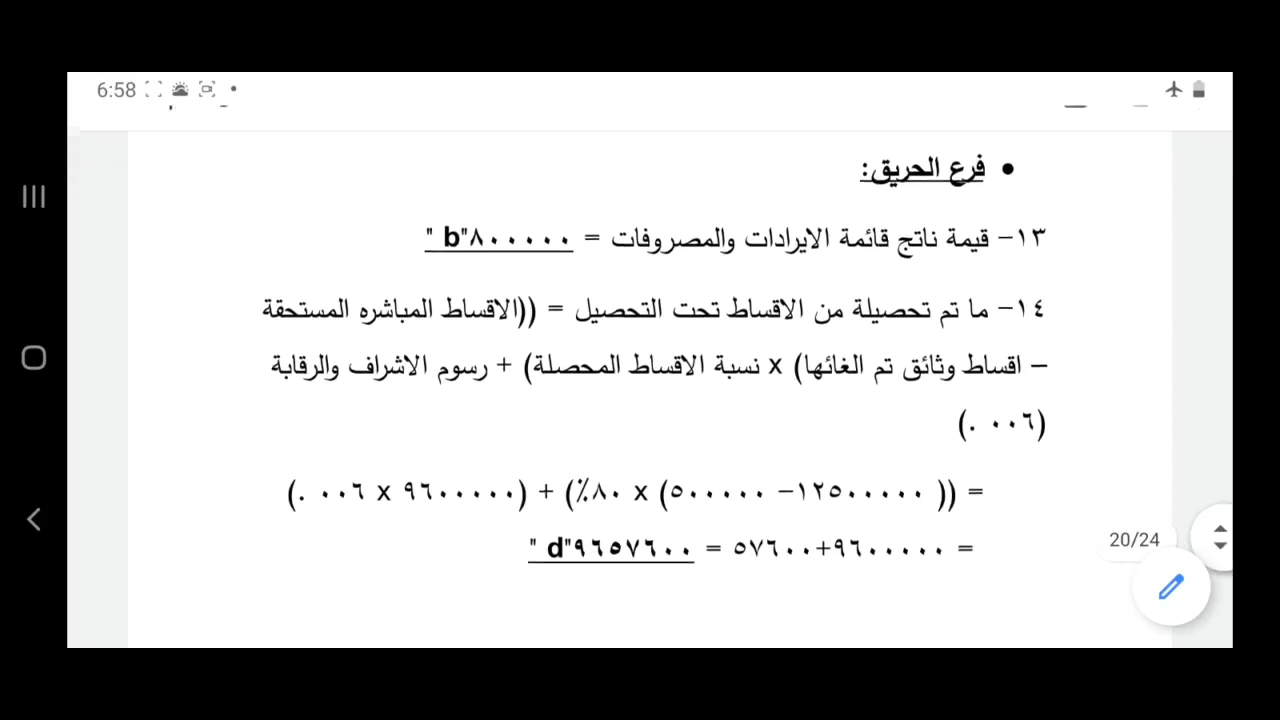 6:58
• فرع الحريق:
١٣- قيمة ناتج قائمة الايرادات والمصروفات = ٨٠٠٠٠٠"b "
١٤- ما تم تحصيلة من الاقساط تحت التحصيل = ((الاقساط المباشره المستحقة
– اقساط وثائق تم الغائها) x نسبة الاقساط المحصلة) + رسوم الاشراف والرقابة
(٠٠٦ .)
= (( ١٢٥٠٠٠٠٠- ٥٠٠٠٠٠) x ٨٠٪) + (٩٦٠٠٠٠٠ x ٠٠٦ .)
= ٩٦٠٠٠٠٠+٥٧٦٠٠ = ٩٦٥٧٦٠٠"d "
20/24